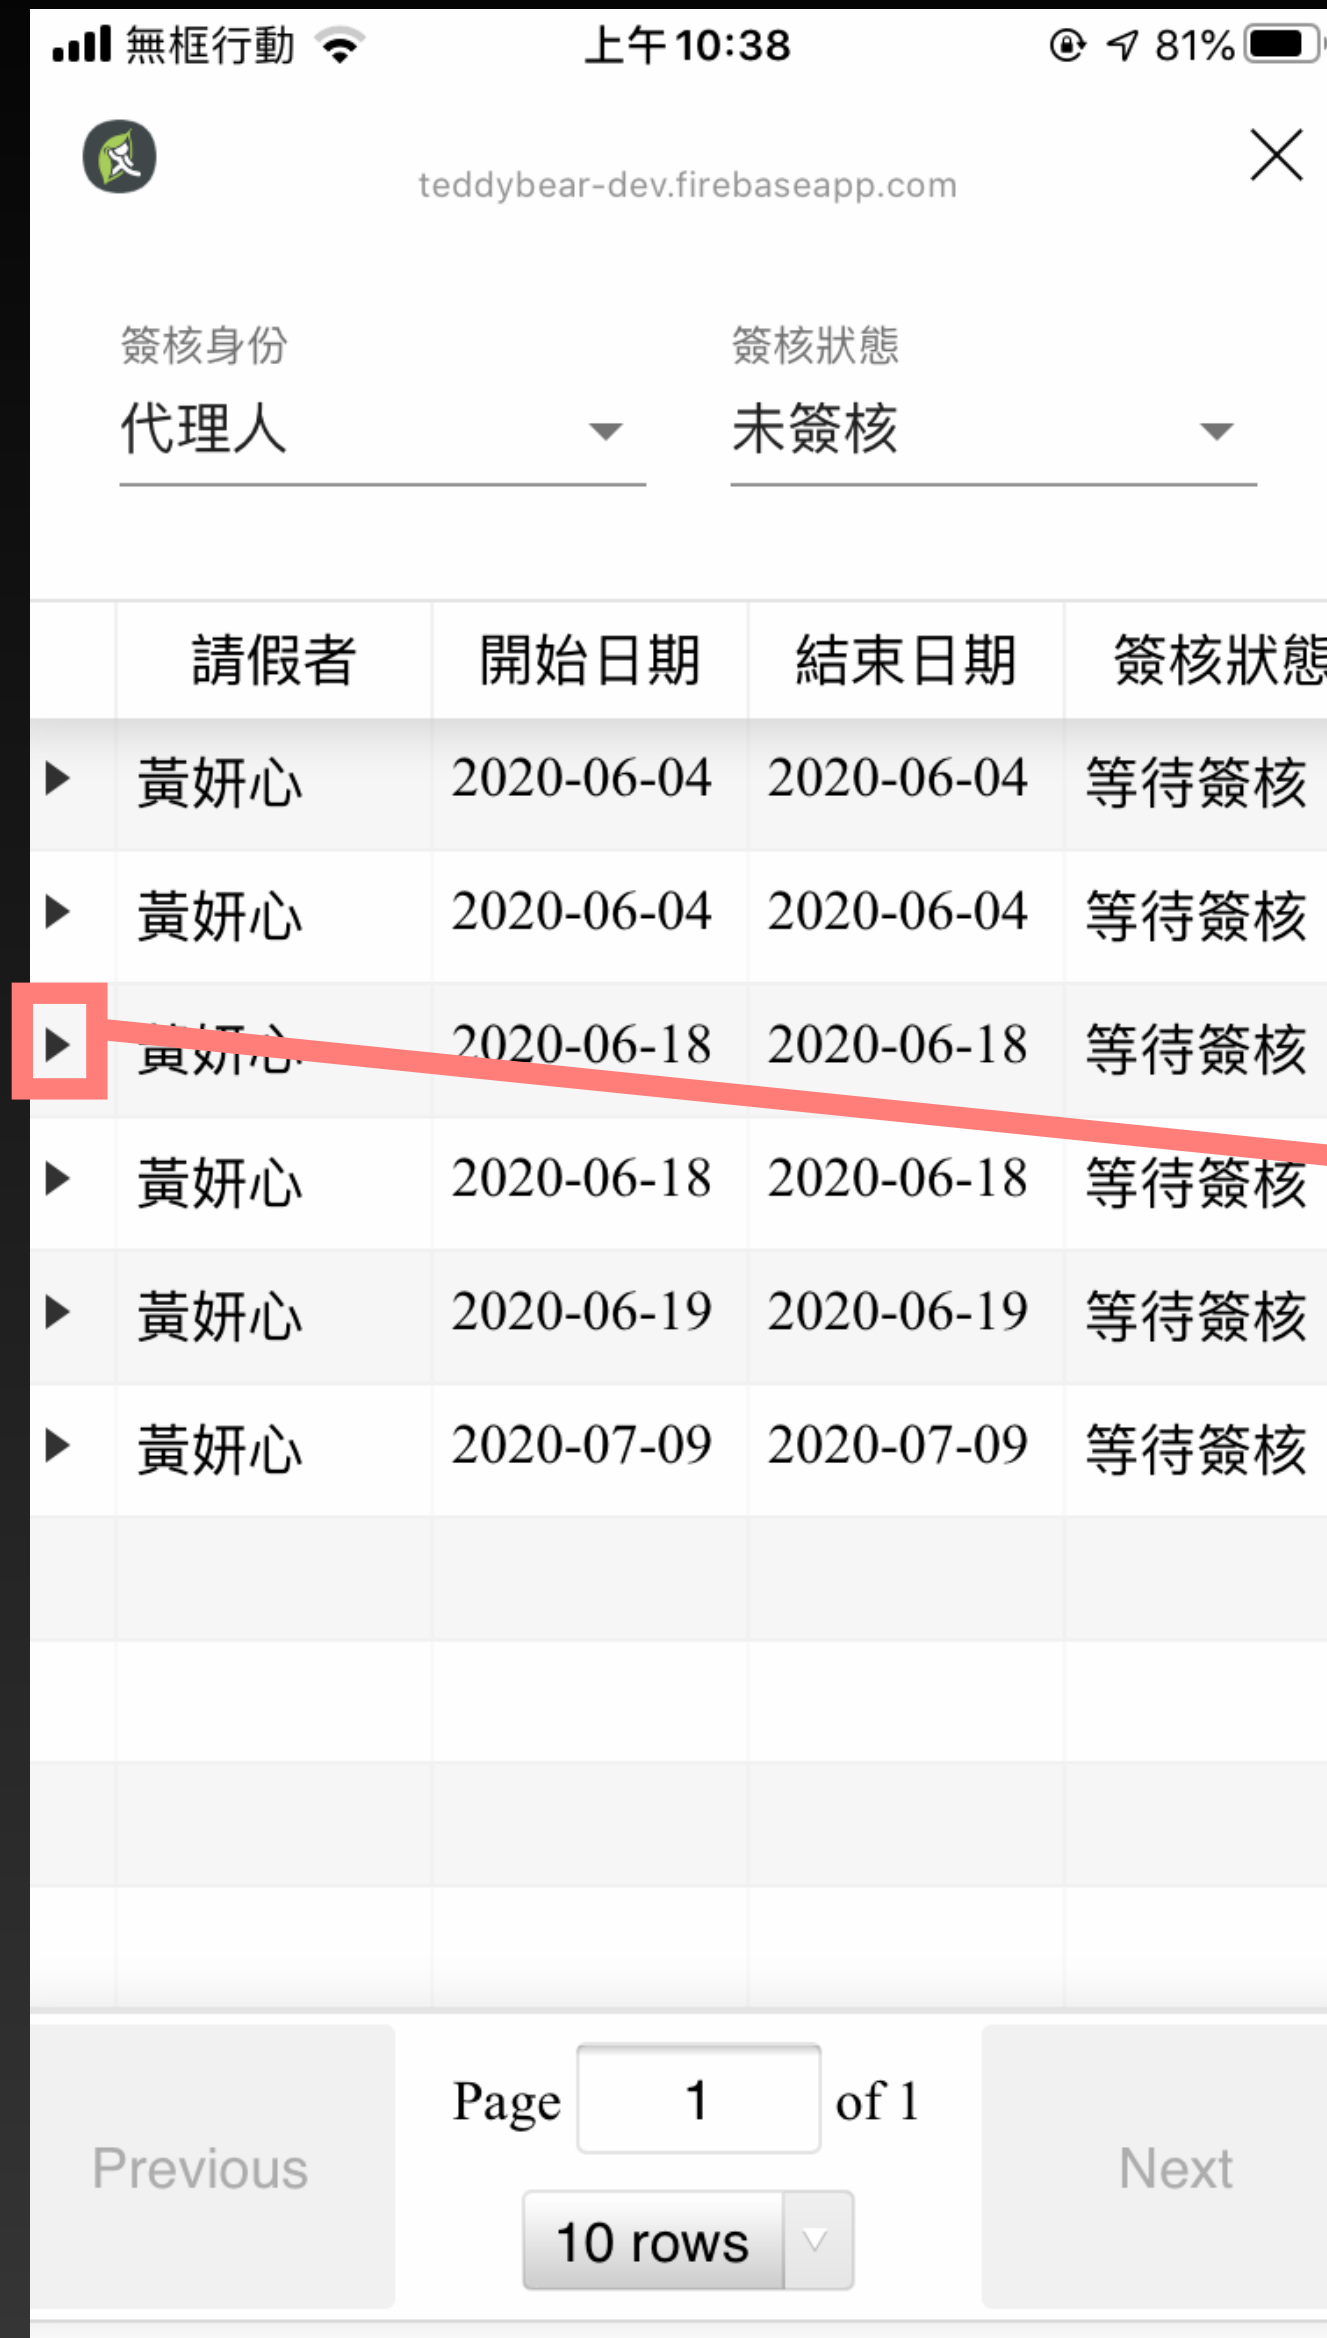 無框行動 上午10:38 81%
teddybear-dev.firebaseapp.com
簽核身份 簽核狀態
代理人 未簽核
請假者 開始日期 結束日期 簽核狀態
黃妍心 2020-06-04 2020-06-04 等待簽核
黃妍心 2020-06-04 2020-06-04 等待簽核
黃妍心 2020-06-18 2020-06-18 等待簽核
黃妍心 2020-06-18 2020-06-18 等待簽核
黃妍心 2020-06-19 2020-06-19 等待簽核
黃妍心 2020-07-09 2020-07-09 等待簽核
Page 1 of 1
Previous Next
10 rows